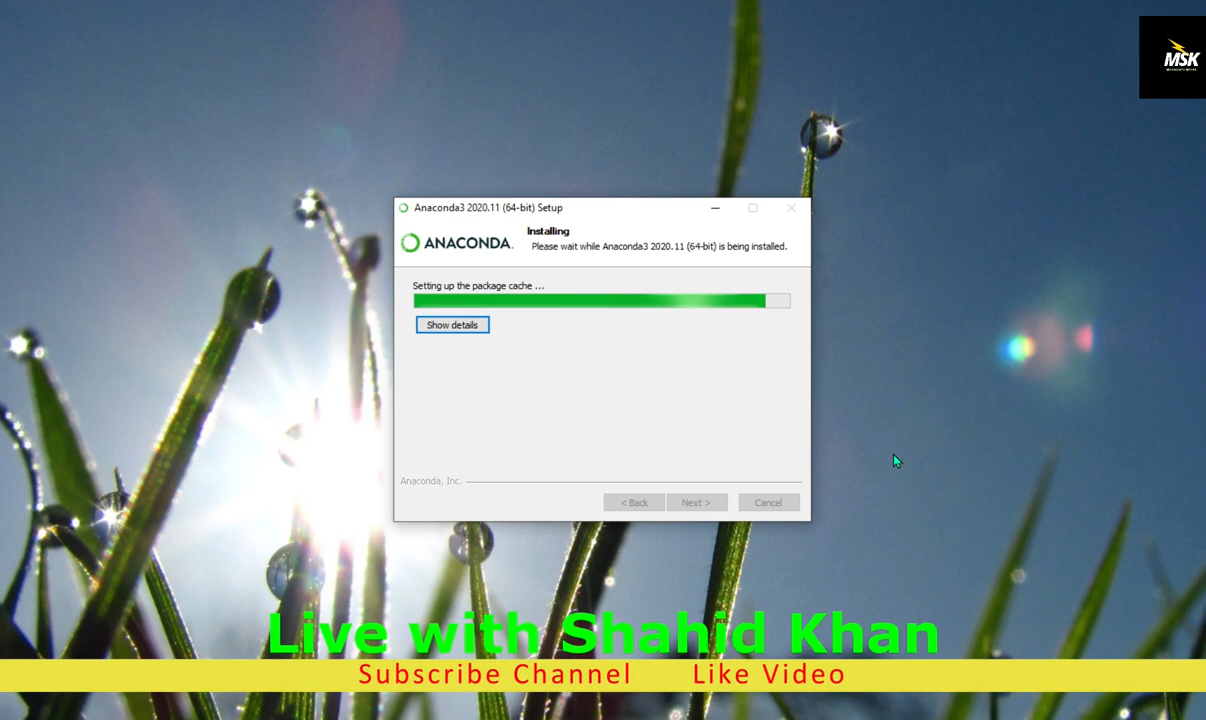 MSK
Anaconda3 2020.11 (64-bit) Setup
ANACONDA.
Installing
Please wait while Anaconda3 2020.11 (64-bit) is being installed.
Setting up the package cache ...
Show details
Anaconda, Inc.
< Back
Next >
Cancel
Live with Shahid Khan
Subscribe Channel Like Video